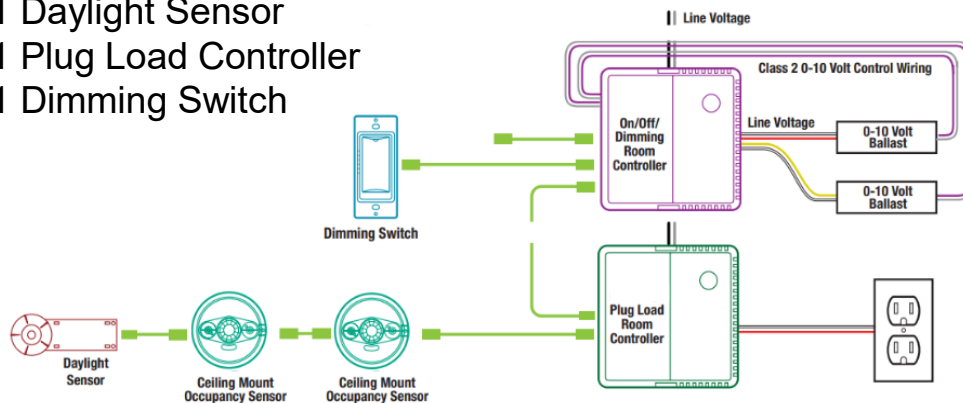 1 Daylight Sensor
1 Plug Load Controller
1 Dimming Switch
Line Voltage
Class 2 0-10 Volt Control Wiring
On/Off/
Dimming
Room
Controller
Line Voltage
0-10 Volt
Ballast
0-10 Volt
Ballast
Dimming Switch
Plug Load
Room
Controller
Daylight
Sensor
Ceiling Mount
Occupancy Sensor
Ceiling Mount
Occupancy Sensor